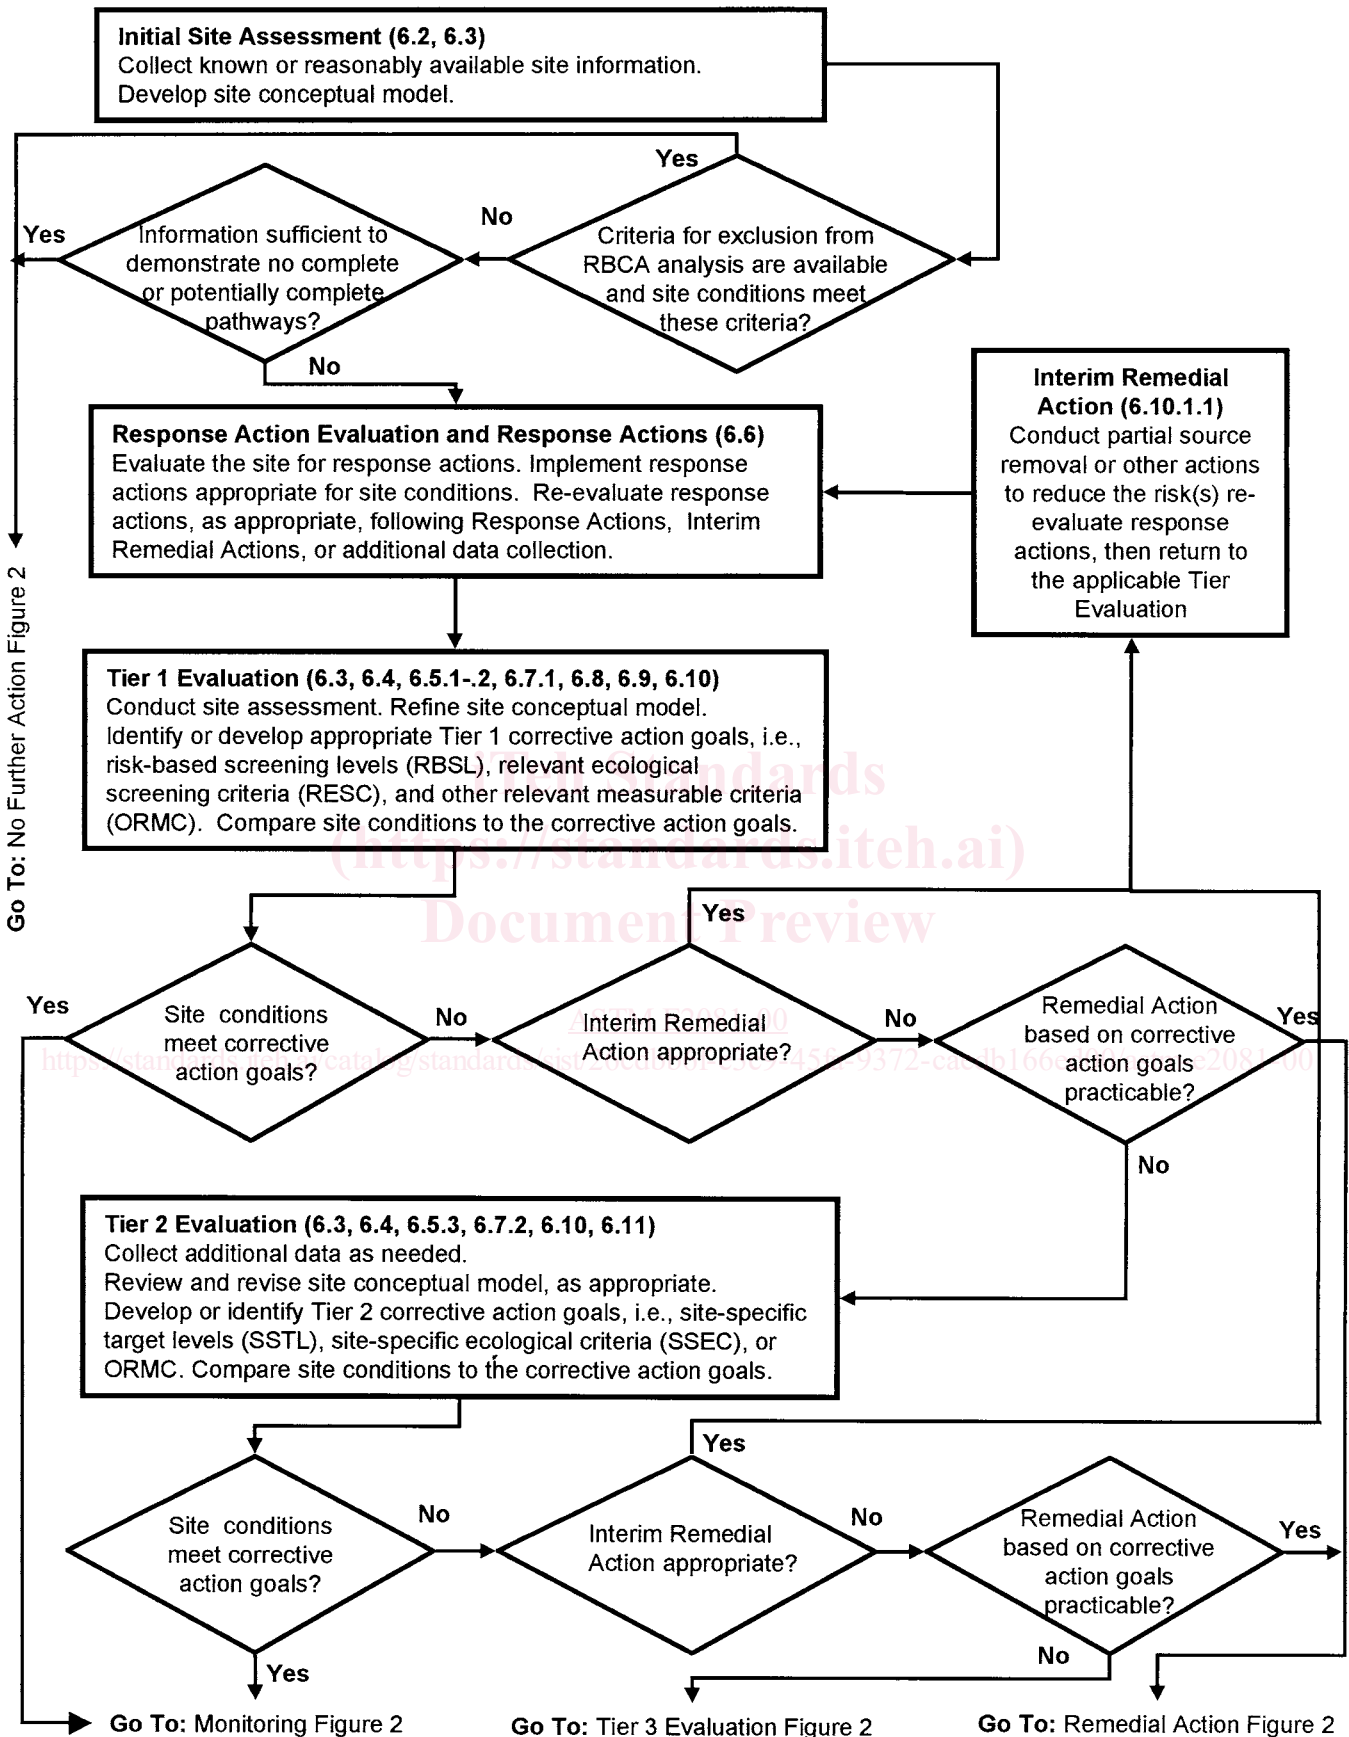 Initial Site Assessment (6.2, 6.3)
Collect known or reasonably available site information.
Develop site conceptual model.
Yes
No
Yes
Criteria for exclusion from
RBCA analysis are available
and site conditions meet
these criteria?
Information sufficient to
demonstrate no complete
or potentially complete
pathways?
No
Interim Remedial
Action (6.10.1.1)
Conduct partial source
removal or other actions
to reduce the risk(s) re-
evaluate response
actions, then return to
the applicable Tier
Evaluation
Response Action Evaluation and Response Actions (6.6)
Evaluate the site for response actions. Implement response
actions appropriate for site conditions. Re-evaluate response
actions, as appropriate, following Response Actions, Interim
Remedial Actions, or additional data collection.
Go To: No Further Action Figure 2
Tier 1 Evaluation (6.3, 6.4, 6.5.1-.2, 6.7.1, 6.8, 6.9, 6.10)
Conduct site assessment. Refine site conceptual model.
Identify or develop appropriate Tier 1 corrective action goals, i.e.,
risk-based screening levels (RBSL), relevant ecological
screening criteria (RESC), and other relevant measurable criteria
(ORMC). Compare site conditions to the corrective action goals.
iTeh Standards
(https://standards.iteh.ai)
Document Preview
Yes
Yes
Site conditions
meet corrective
action goals?
No
Interim Remedial
Action appropriate?
No
Remedial Action
based on corrective
action goals
practicable?
Yes
No
Tier 2 Evaluation (6.3, 6.4, 6.5.3, 6.7.2, 6.10, 6.11)
Collect additional data as needed.
Review and revise site conceptual model, as appropriate.
Develop or identify Tier 2 corrective action goals, i.e., site-specific
target levels (SSTL), site-specific ecological criteria (SSEC), or
ORMC. Compare site conditions to the corrective action goals.
Yes
Site conditions
meet corrective
action goals?
No
Interim Remedial
Action appropriate?
No
Remedial Action
based on corrective
action goals
practicable?
Yes
Yes
No
Go To: Monitoring Figure 2
Go To: Tier 3 Evaluation Figure 2
Go To: Remedial Action Figure 2